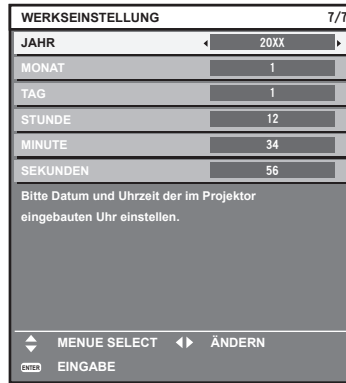 WERKSEINSTELLUNG 7/7
JAHR 20XX
MONAT 1
TAG 1
STUNDE 12
MINUTE 34
SEKUNDEN 56
Bitte Datum und Uhrzeit der im Projektor
eingebauten Uhr einstellen.
MENUE SELECT ÄNDERN
ENTER EINGABE